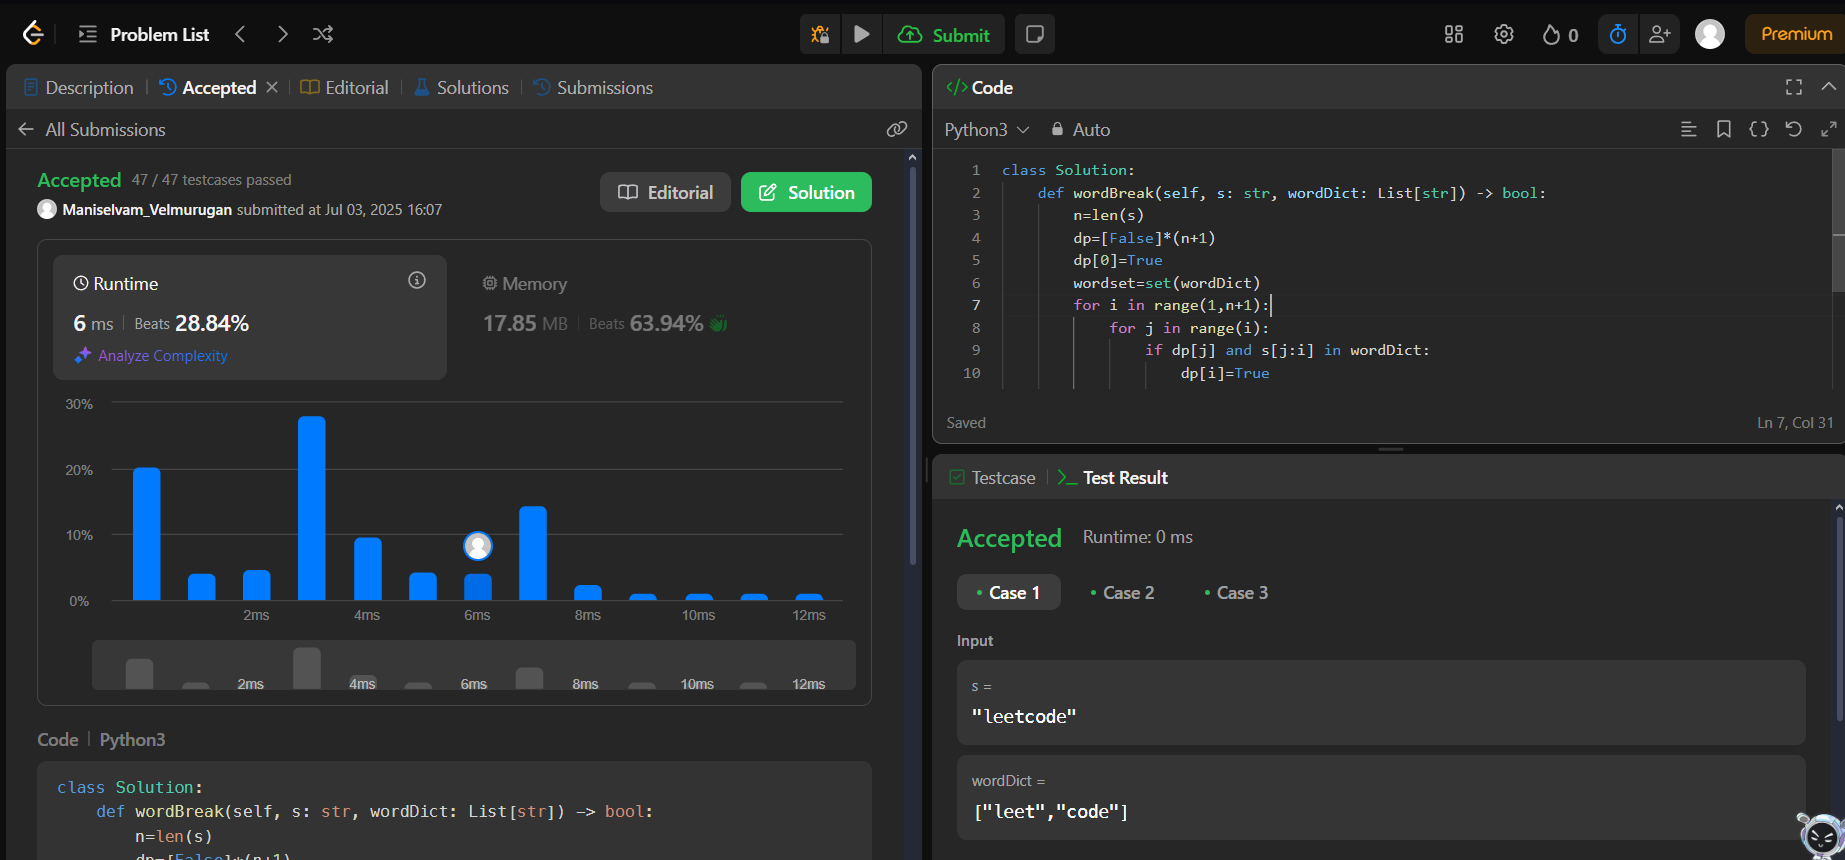 Problem List
Submit
0
Premium
Description
Accepted
Editorial
Solutions
Submissions
All Submissions
Accepted 47 / 47 testcases passed
Maniselvam_Velmurugan submitted at Jul 03, 2025 16:07
Editorial
Solution
Runtime
6 ms | Beats 28.84%
Analyze Complexity
Memory
17.85 MB | Beats 63.94%
30%
20%
10%
0%
2ms 4ms 6ms 8ms 10ms 12ms
2ms 4ms 6ms 8ms 10ms 12ms
Code | Python3
class Solution:
    def wordBreak(self, s: str, wordDict: List[str]) -> bool:
        n=len(s)
        dp=[False]*(n+1)
</> Code
Python3
Auto
1 class Solution:
2     def wordBreak(self, s: str, wordDict: List[str]) -> bool:
3         n=len(s)
4         dp=[False]*(n+1)
5         dp[0]=True
6         wordset=set(wordDict)
7         for i in range(1,n+1):
8             for j in range(i):
9                 if dp[j] and s[j:i] in wordDict:
10                     dp[i]=True
Saved
Ln 7, Col 31
Testcase
>_ Test Result
Accepted Runtime: 0 ms
• Case 1
• Case 2
• Case 3
Input
s =
"leetcode"
wordDict =
["leet","code"]